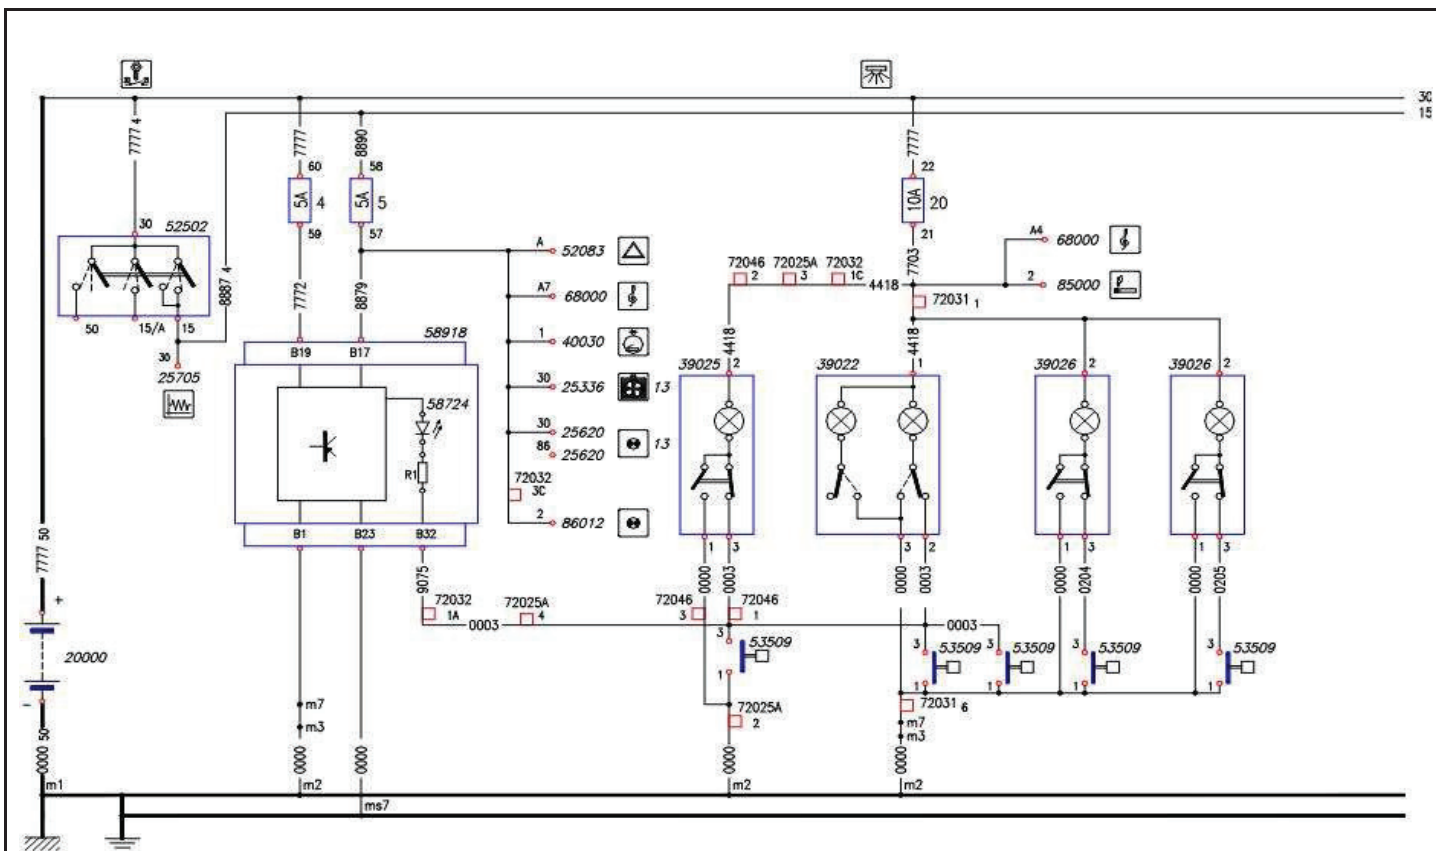 30
15
7777 4
7777
8890
7777
60
58
22
5A 4
5A 5
10A 20
59
57
21
30 52502
8887 4
7772
8879
7703
50
15/A
15
30
25705
A 52083
A7 68000
1 40030
30 25336 13
30 25620 13
86 25620
72032
3C
2 86012
A4 68000
2 85000
72046 72025A 72032
2 3 1C
4418
72031 1
4418
4418
58918
B19 B17
58724
R1
B1 B23 B32
39025 2
39022 1
39026 2
39026 2
1 3
3 2
1 3
1 3
9075
0000 0003
0000 0003
0000 0204
0000 0205
72032
1A
72025A
4
0003
72046
3
72046
1
0003
3 53509
1
3 53509
1
3 53509
1
3 53509
1
3 53509
1
7777 50
+
20000
-
0000 50
m7
m3
0000
0000
72025A
2
0000
72031 6
m7
m3
0000
m1
m2
m2
m2
ms7